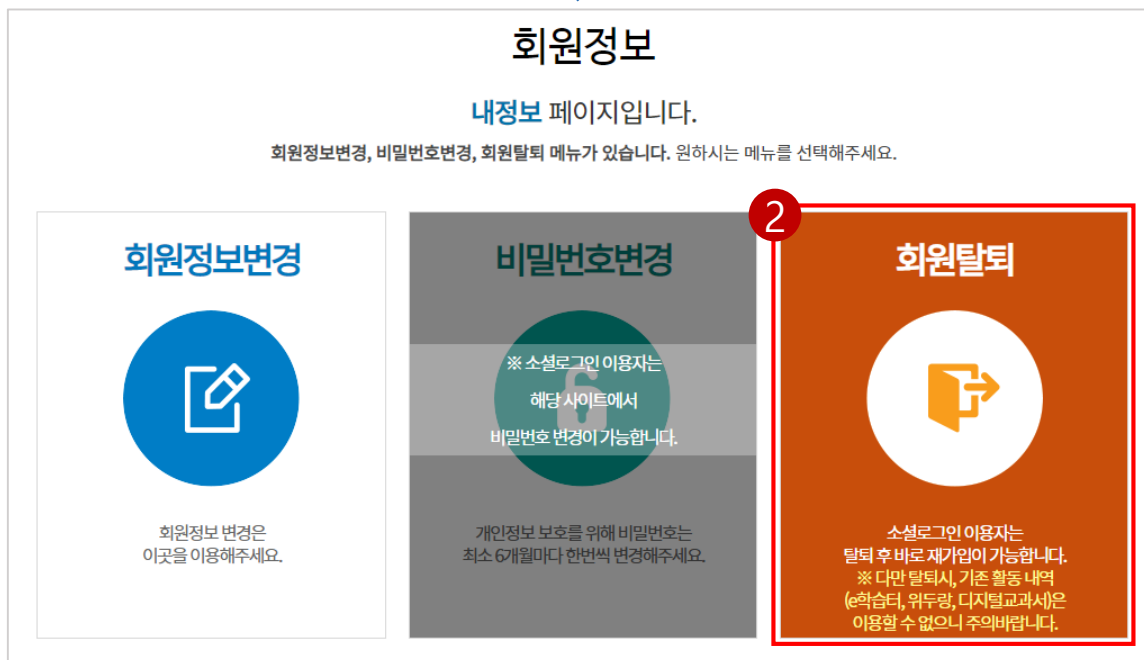 회원정보
내정보 페이지입니다.
회원정보변경, 비밀번호변경, 회원탈퇴 메뉴가 있습니다. 원하시는 메뉴를 선택해주세요.
회원정보변경
회원정보 변경은
이곳을 이용해주세요.
비밀번호변경
※ 소셜로그인 이용자는
해당 사이트에서
비밀번호 변경이 가능합니다.
개인정보 보호를 위해 비밀번호는
최소 6개월마다 한번씩 변경해주세요.
2
회원탈퇴
소셜로그인 이용자는
탈퇴 후 바로 재가입이 가능합니다.
※ 다만 탈퇴시, 기존 활동 내역
(e학습터, 위두랑, 디지털교과서)은
이용할 수 없으니 주의바랍니다.